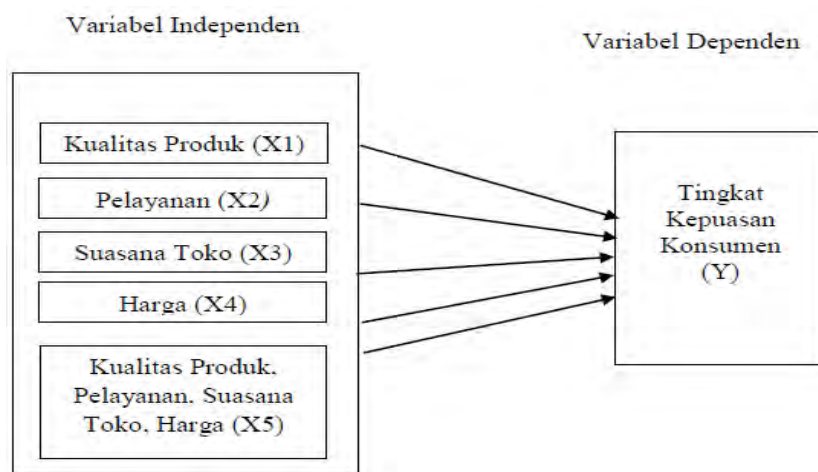 Variabel Independen
Variabel Dependen
Kualitas Produk (X1)
Pelayanan (X2)
Suasana Toko (X3)
Harga (X4)
Kualitas Produk,
Pelayanan, Suasana
Toko, Harga (X5)
Tingkat
Kepuasan
Konsumen
(Y)